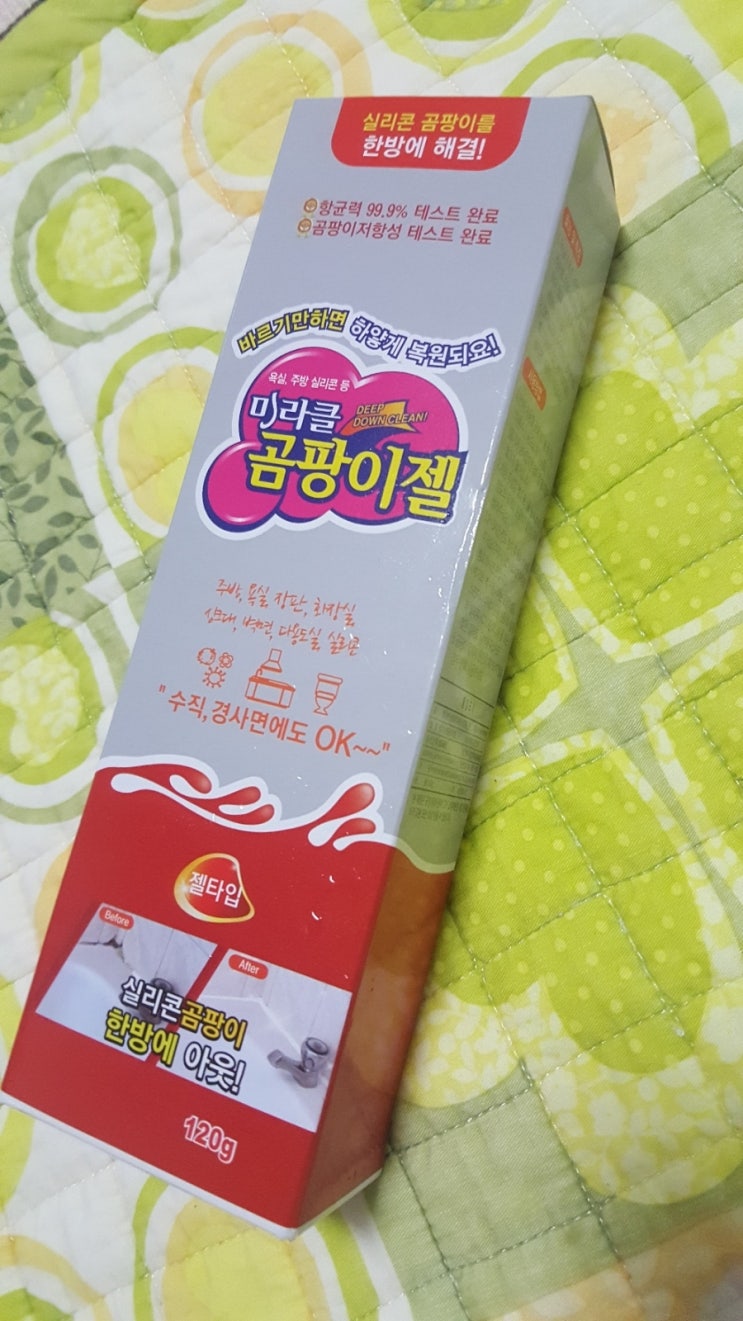 실리콘 곰팡이를
한방에 해결!
항균력 99.9% 테스트 완료
곰팡이저항성 테스트 완료
바르기만하면 하얗게 복원되요!
욕실, 주방 실리콘 등
미라클
DEEP
DOWN CLEAN!
곰팡이젤
주방, 욕실, 장판, 화장실,
싱크대, 벽면, 다용도실, 실리콘
"수직, 경사면에도 OK~~"
젤타입
Before
After
실리콘곰팡이
한방에 아웃!
120g